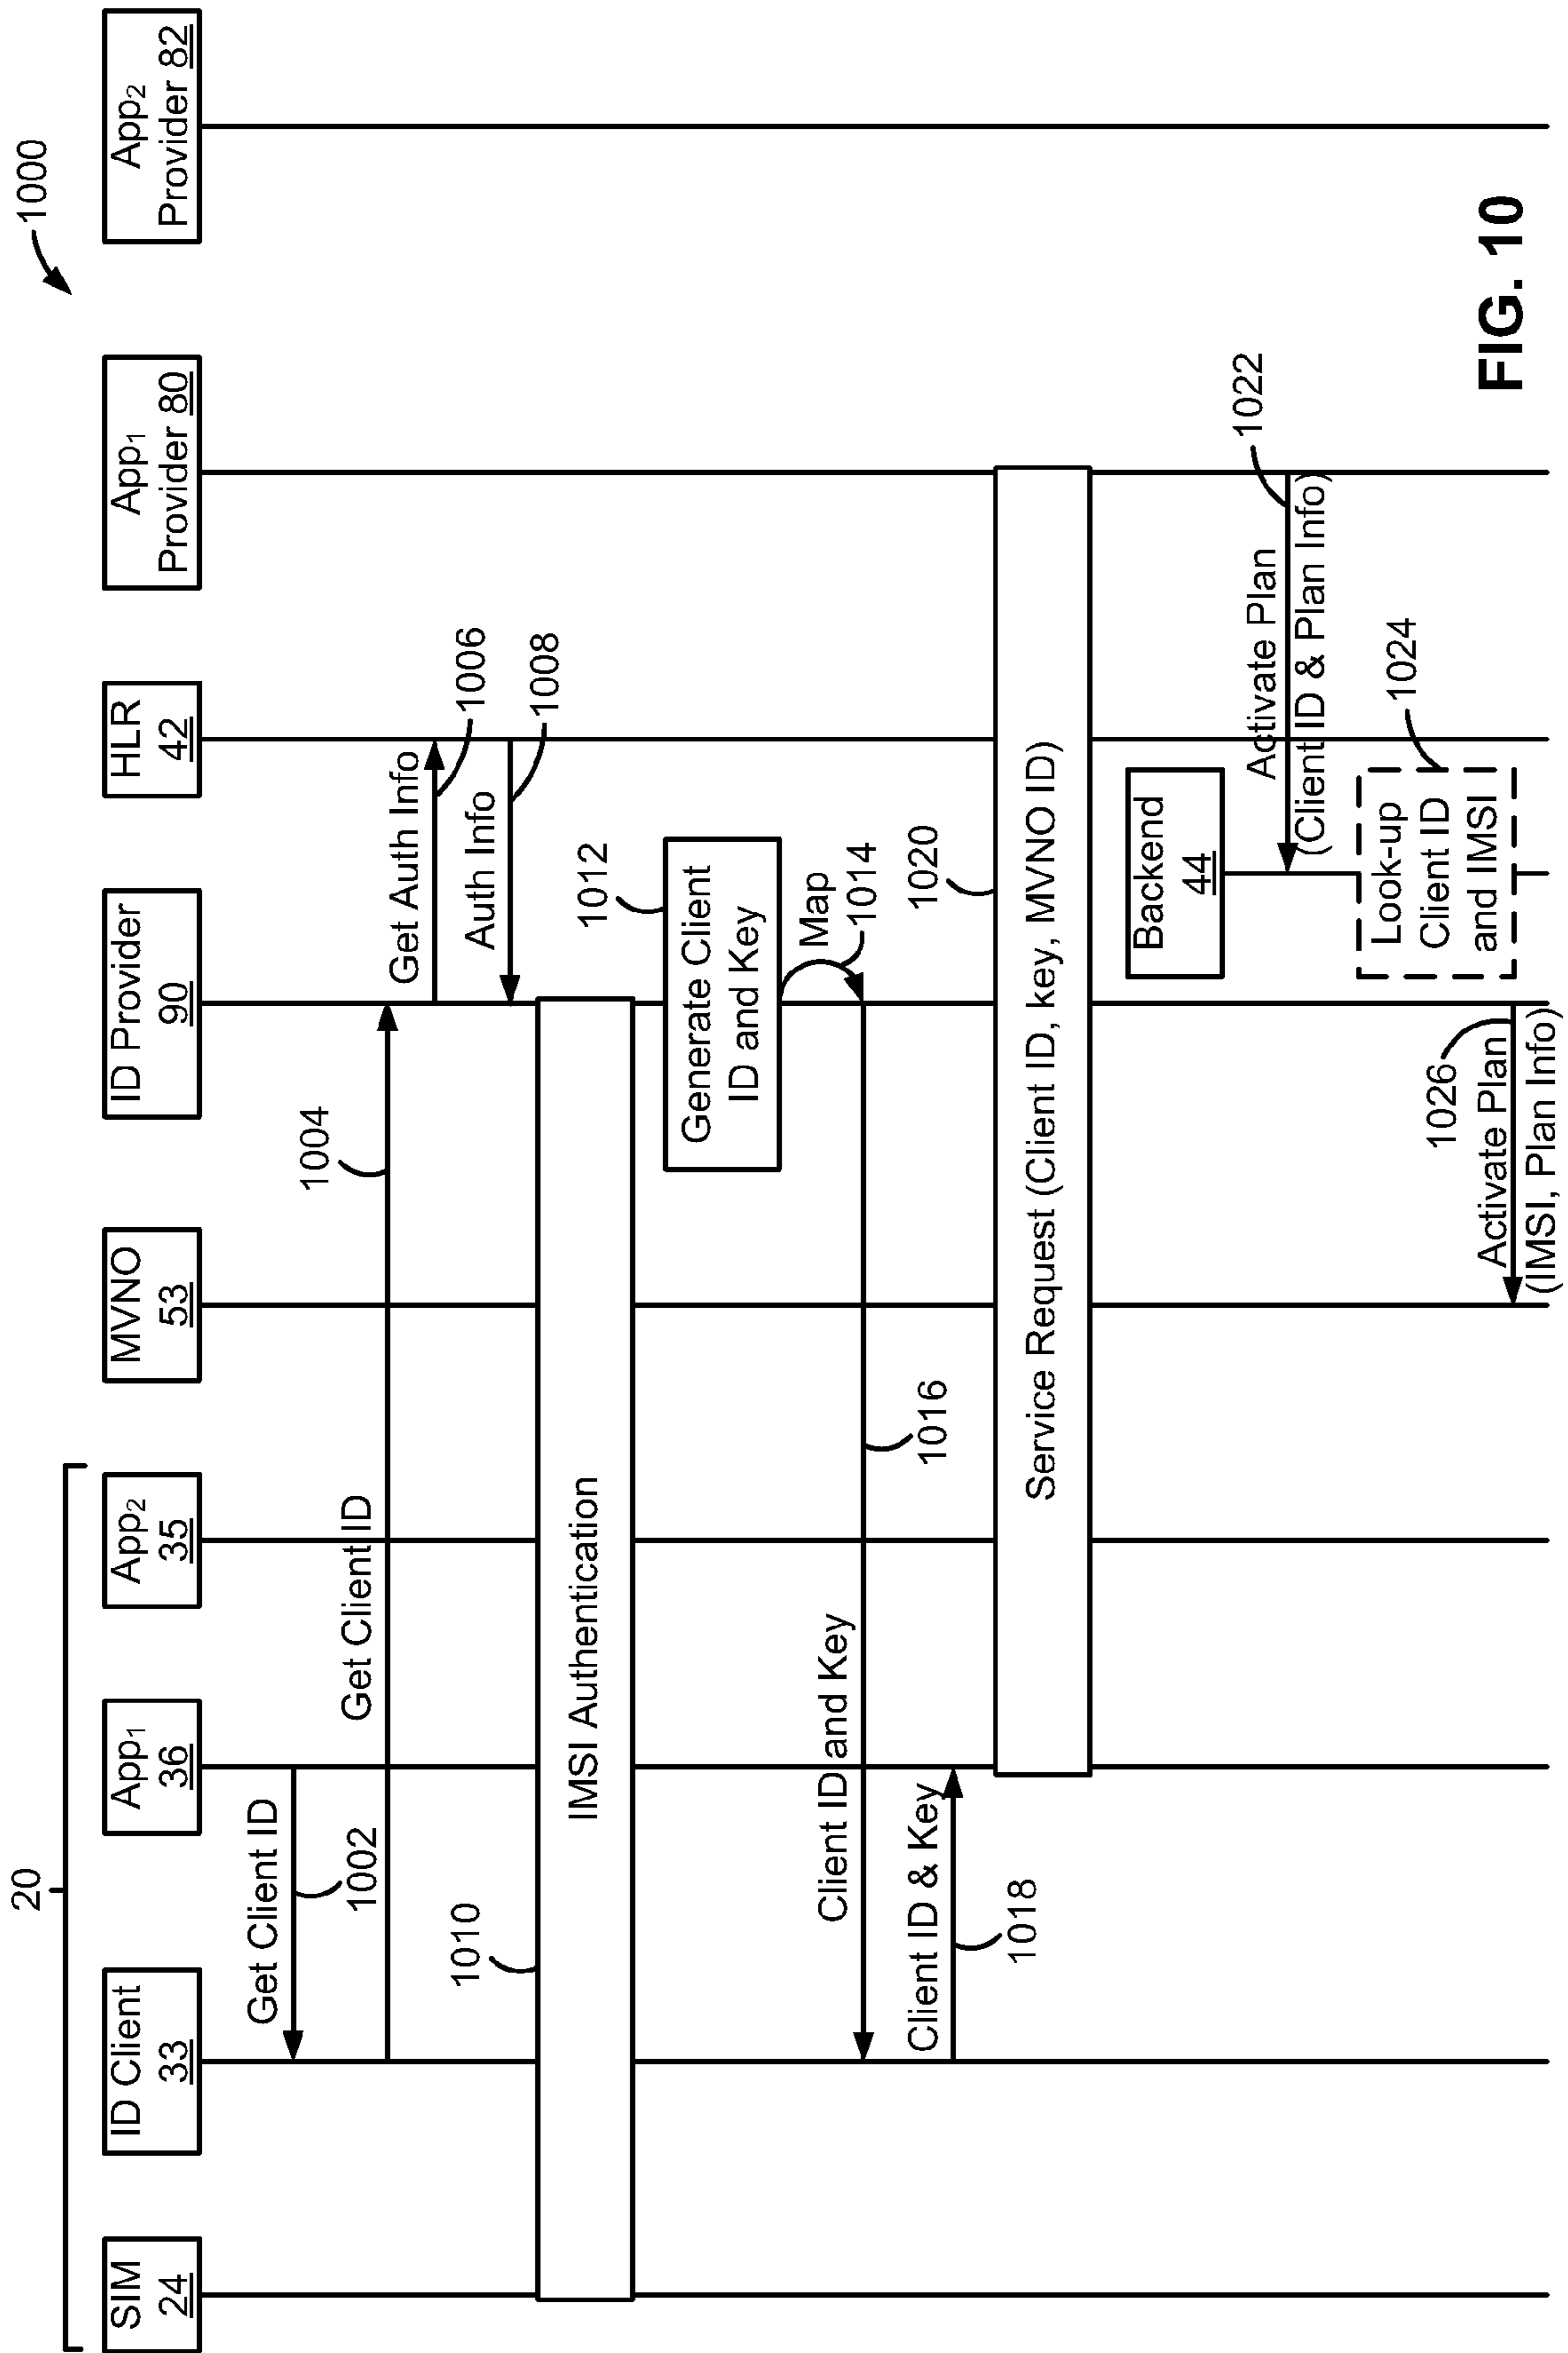 1000
20
SIM
24
ID Client
33
App1
36
App2
35
MVNO
53
ID Provider
90
HLR
42
App1
Provider 80
App2
Provider 82
Get Client ID
1002
Get Client ID
1004
Get Auth Info
1006
Auth Info
1008
1010
IMSI Authentication
1012
Generate Client
ID and Key
Map
1014
Client ID and Key
1016
Client ID & Key
1018
1020
Service Request (Client ID, key, MVNO ID)
Backend
44
Activate Plan
(Client ID & Plan Info)
1022
1024
Look-up
Client ID
and IMSI
1026
Activate Plan
(IMSI, Plan Info)
FIG. 10